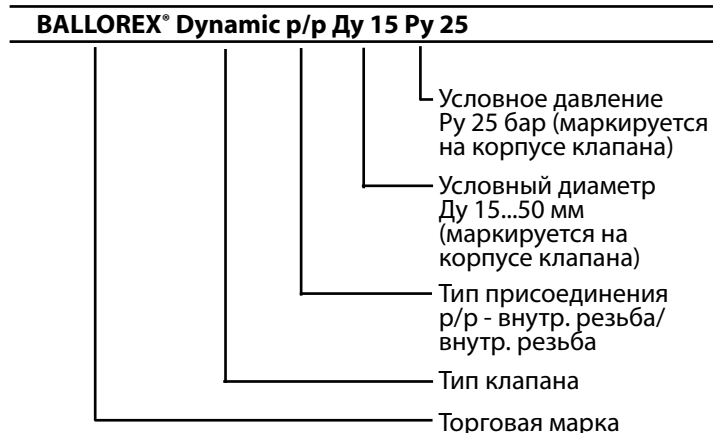 BALLOREX® Dynamic р/р Ду 15 Ру 25
Условное давление
Ру 25 бар (маркируется
на корпусе клапана)
Условный диаметр
Ду 15...50 мм
(маркируется на
корпусе клапана)
Тип присоединения
р/р - внутр. резьба/
внутр. резьба
Тип клапана
Торговая марка